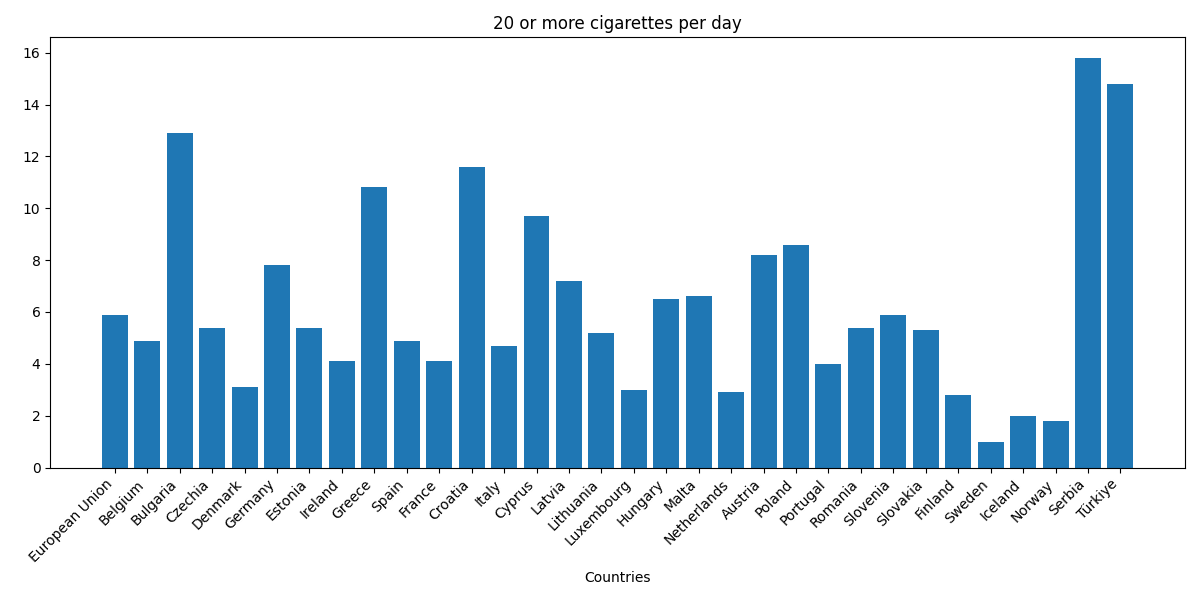 20 or more cigarettes per day
16
14
12
10
8
6
4
2
0
European Union
Belgium
Bulgaria
Czechia
Denmark
Germany
Estonia
Ireland
Greece
Spain
France
Croatia
Italy
Cyprus
Latvia
Lithuania
Luxembourg
Hungary
Malta
Netherlands
Austria
Poland
Portugal
Romania
Slovenia
Slovakia
Finland
Sweden
Iceland
Norway
Serbia
Türkiye
Countries